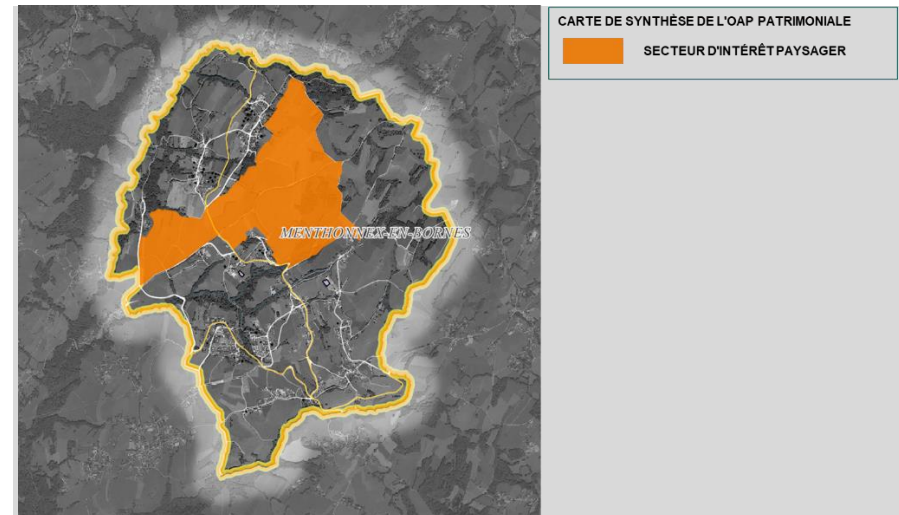 CARTE DE SYNTHÈSE DE L'OAP PATRIMONIALE
SECTEUR D'INTÉRÊT PAYSAGER
MENTHONNEX-EN-BORNES